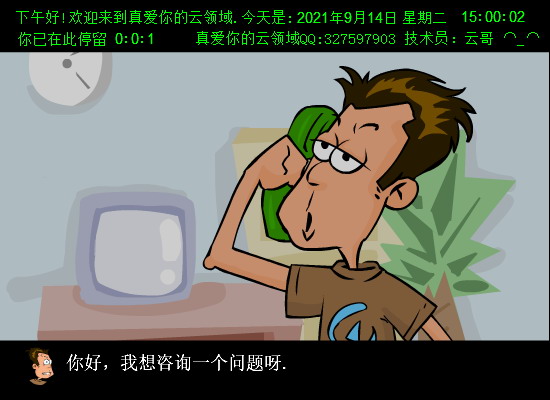 下午好!欢迎来到真爱你的云领域.今天是:2021年9月14日 星期二 15:00:02
你已在此停留 0:0:1 真爱你的云领域QQ:327597903 技术员:云哥 ◠_◠
你好，我想咨询一个问题呀.